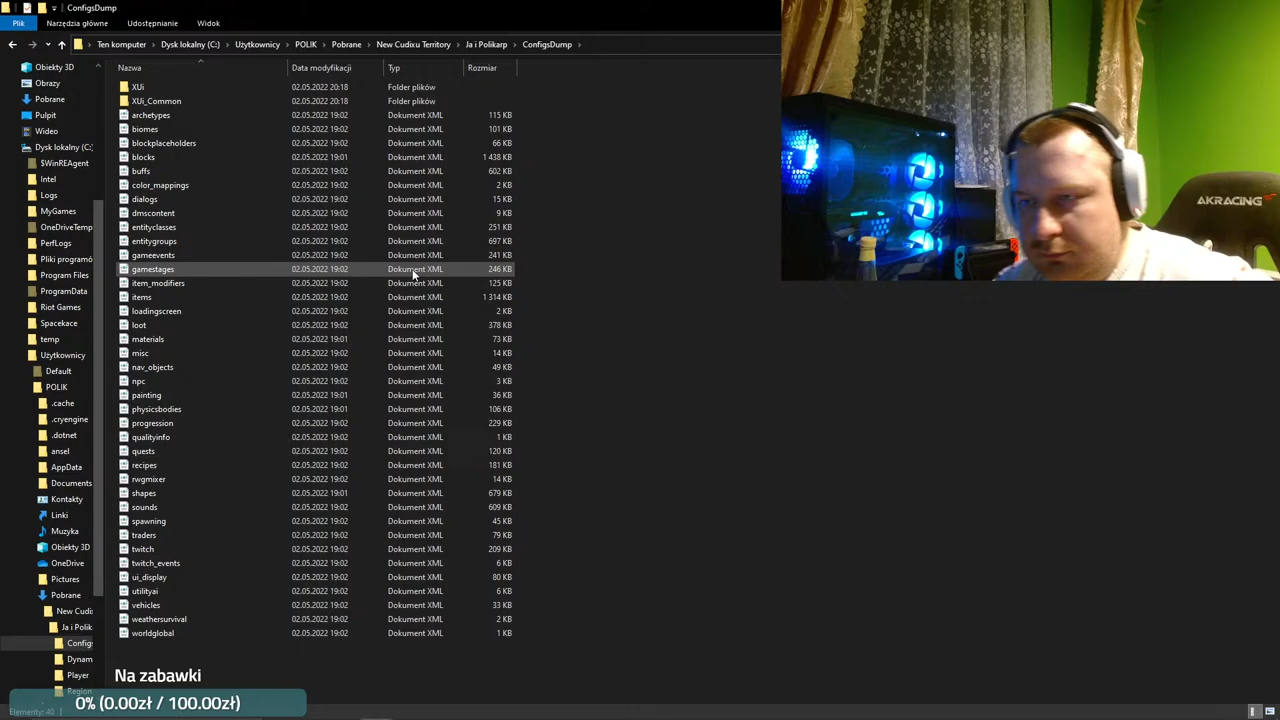 ConfigsDump
Plik Narzędzia główne Udostępnianie Widok
Ten komputer Dysk lokalny (C:) Użytkownicy POLIK Pobrane New Cudixu Territory Ja i Polikarp ConfigsDump
Nazwa Data modyfikacji Typ Rozmiar
Obiekty 3D
Obrazy
Pobrane
Pulpit
Wideo
Dysk lokalny (C:)
$WinREAgent
Intel
Logs
MyGames
OneDriveTemp
PerfLogs
Pliki programó
Program Files
ProgramData
Riot Games
Spacekace
temp
Użytkownicy
Default
POLIK
.cache
.cryengine
.dotnet
ansel
AppData
Documents
Kontakty
Linki
Muzyka
Obiekty 3D
OneDrive
Pictures
Pobrane
New Cudi
Ja i Polik
Configs
Dynam
Player
Region
XUi 02.05.2022 20:18 Folder plików
XUi_Common 02.05.2022 20:18 Folder plików
archetypes 02.05.2022 19:02 Dokument XML 115 KB
biomes 02.05.2022 19:02 Dokument XML 101 KB
blockplaceholders 02.05.2022 19:02 Dokument XML 66 KB
blocks 02.05.2022 19:01 Dokument XML 1 438 KB
buffs 02.05.2022 19:02 Dokument XML 602 KB
color_mappings 02.05.2022 19:02 Dokument XML 2 KB
dialogs 02.05.2022 19:02 Dokument XML 15 KB
dmscontent 02.05.2022 19:02 Dokument XML 9 KB
entityclasses 02.05.2022 19:02 Dokument XML 251 KB
entitygroups 02.05.2022 19:02 Dokument XML 697 KB
gameevents 02.05.2022 19:02 Dokument XML 241 KB
gamestages 02.05.2022 19:02 Dokument XML 246 KB
item_modifiers 02.05.2022 19:02 Dokument XML 125 KB
items 02.05.2022 19:02 Dokument XML 1 314 KB
loadingscreen 02.05.2022 19:02 Dokument XML 2 KB
loot 02.05.2022 19:02 Dokument XML 378 KB
materials 02.05.2022 19:01 Dokument XML 73 KB
misc 02.05.2022 19:02 Dokument XML 14 KB
nav_objects 02.05.2022 19:02 Dokument XML 49 KB
npc 02.05.2022 19:02 Dokument XML 3 KB
painting 02.05.2022 19:01 Dokument XML 36 KB
physicsbodies 02.05.2022 19:01 Dokument XML 106 KB
progression 02.05.2022 19:02 Dokument XML 229 KB
qualityinfo 02.05.2022 19:02 Dokument XML 1 KB
quests 02.05.2022 19:02 Dokument XML 120 KB
recipes 02.05.2022 19:02 Dokument XML 181 KB
rwgmixer 02.05.2022 19:02 Dokument XML 14 KB
shapes 02.05.2022 19:01 Dokument XML 679 KB
sounds 02.05.2022 19:02 Dokument XML 609 KB
spawning 02.05.2022 19:02 Dokument XML 45 KB
traders 02.05.2022 19:02 Dokument XML 79 KB
twitch 02.05.2022 19:02 Dokument XML 209 KB
twitch_events 02.05.2022 19:02 Dokument XML 6 KB
ui_display 02.05.2022 19:02 Dokument XML 80 KB
utilityai 02.05.2022 19:02 Dokument XML 6 KB
vehicles 02.05.2022 19:02 Dokument XML 33 KB
weathersurvival 02.05.2022 19:02 Dokument XML 2 KB
worldglobal 02.05.2022 19:02 Dokument XML 1 KB
AKRACING
Na zabawki
0% (0.00zł / 100.00zł)
Elementy: 40